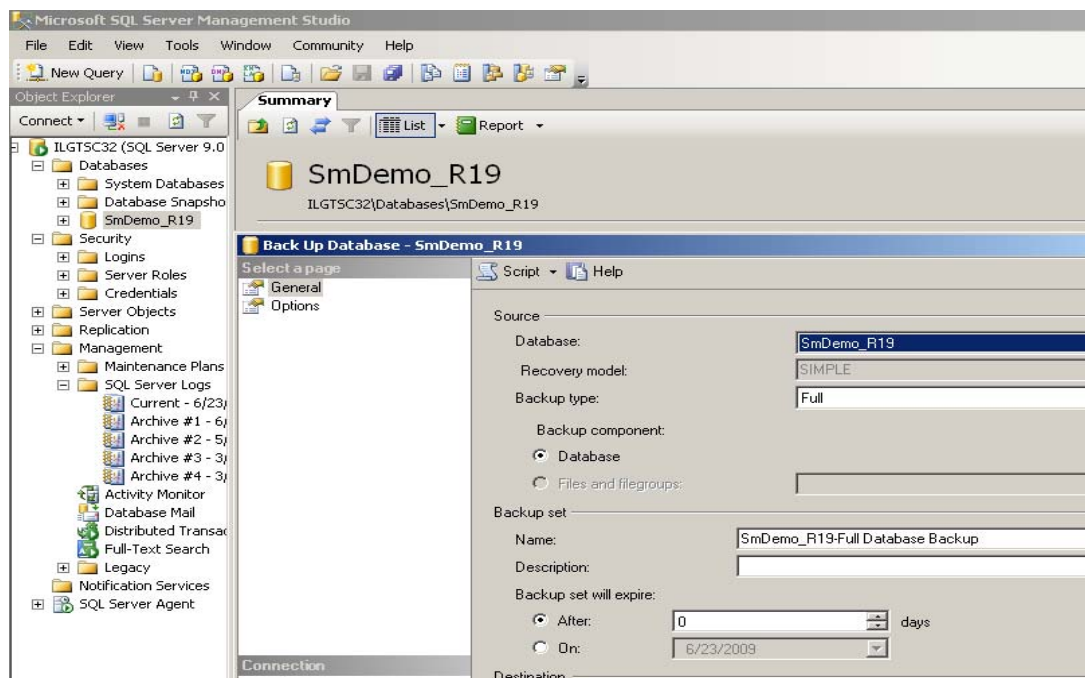 Microsoft SQL Server Management Studio
File Edit View Tools Window Community Help
New Query
Object Explorer
Summary
Connect
List
Report
ILGTSC32 (SQL Server 9.0
Databases
System Databases
Database Snapsho
SmDemo_R19
Security
Logins
Server Roles
Credentials
Server Objects
Replication
Management
Maintenance Plans
SQL Server Logs
Current - 6/23/
Archive #1 - 6/
Archive #2 - 5/
Archive #3 - 3/
Archive #4 - 3/
Activity Monitor
Database Mail
Distributed Transac
Full-Text Search
Legacy
Notification Services
SQL Server Agent
SmDemo_R19
ILGTSC32\Databases\SmDemo_R19
Back Up Database - SmDemo_R19
Select a page
General
Options
Connection
Script Help
Source
Database: SmDemo_R19
Recovery model: SIMPLE
Backup type: Full
Backup component:
Database
Files and filegroups:
Backup set
Name: SmDemo_R19-Full Database Backup
Description:
Backup set will expire:
After: 0 days
On: 6/23/2009
Destination